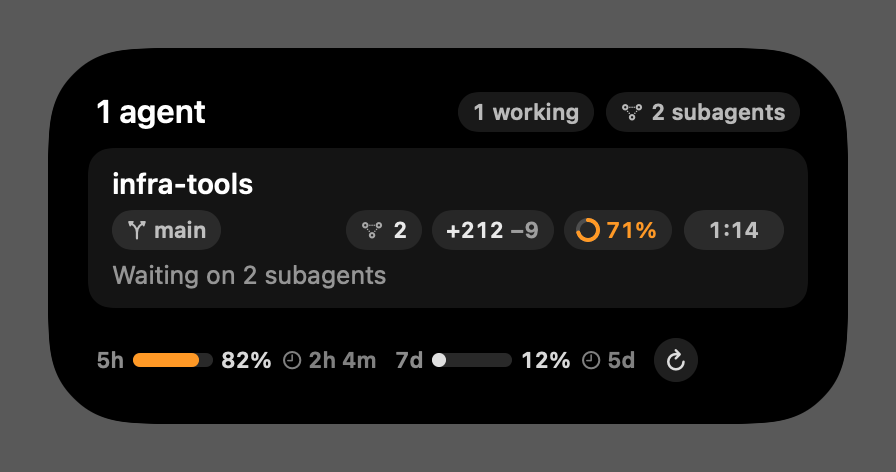 1 agent 1 working 2 subagents
infra-tools
main 2 +212 −9 71% 1:14
Waiting on 2 subagents
5h 82% 2h 4m 7d 12% 5d